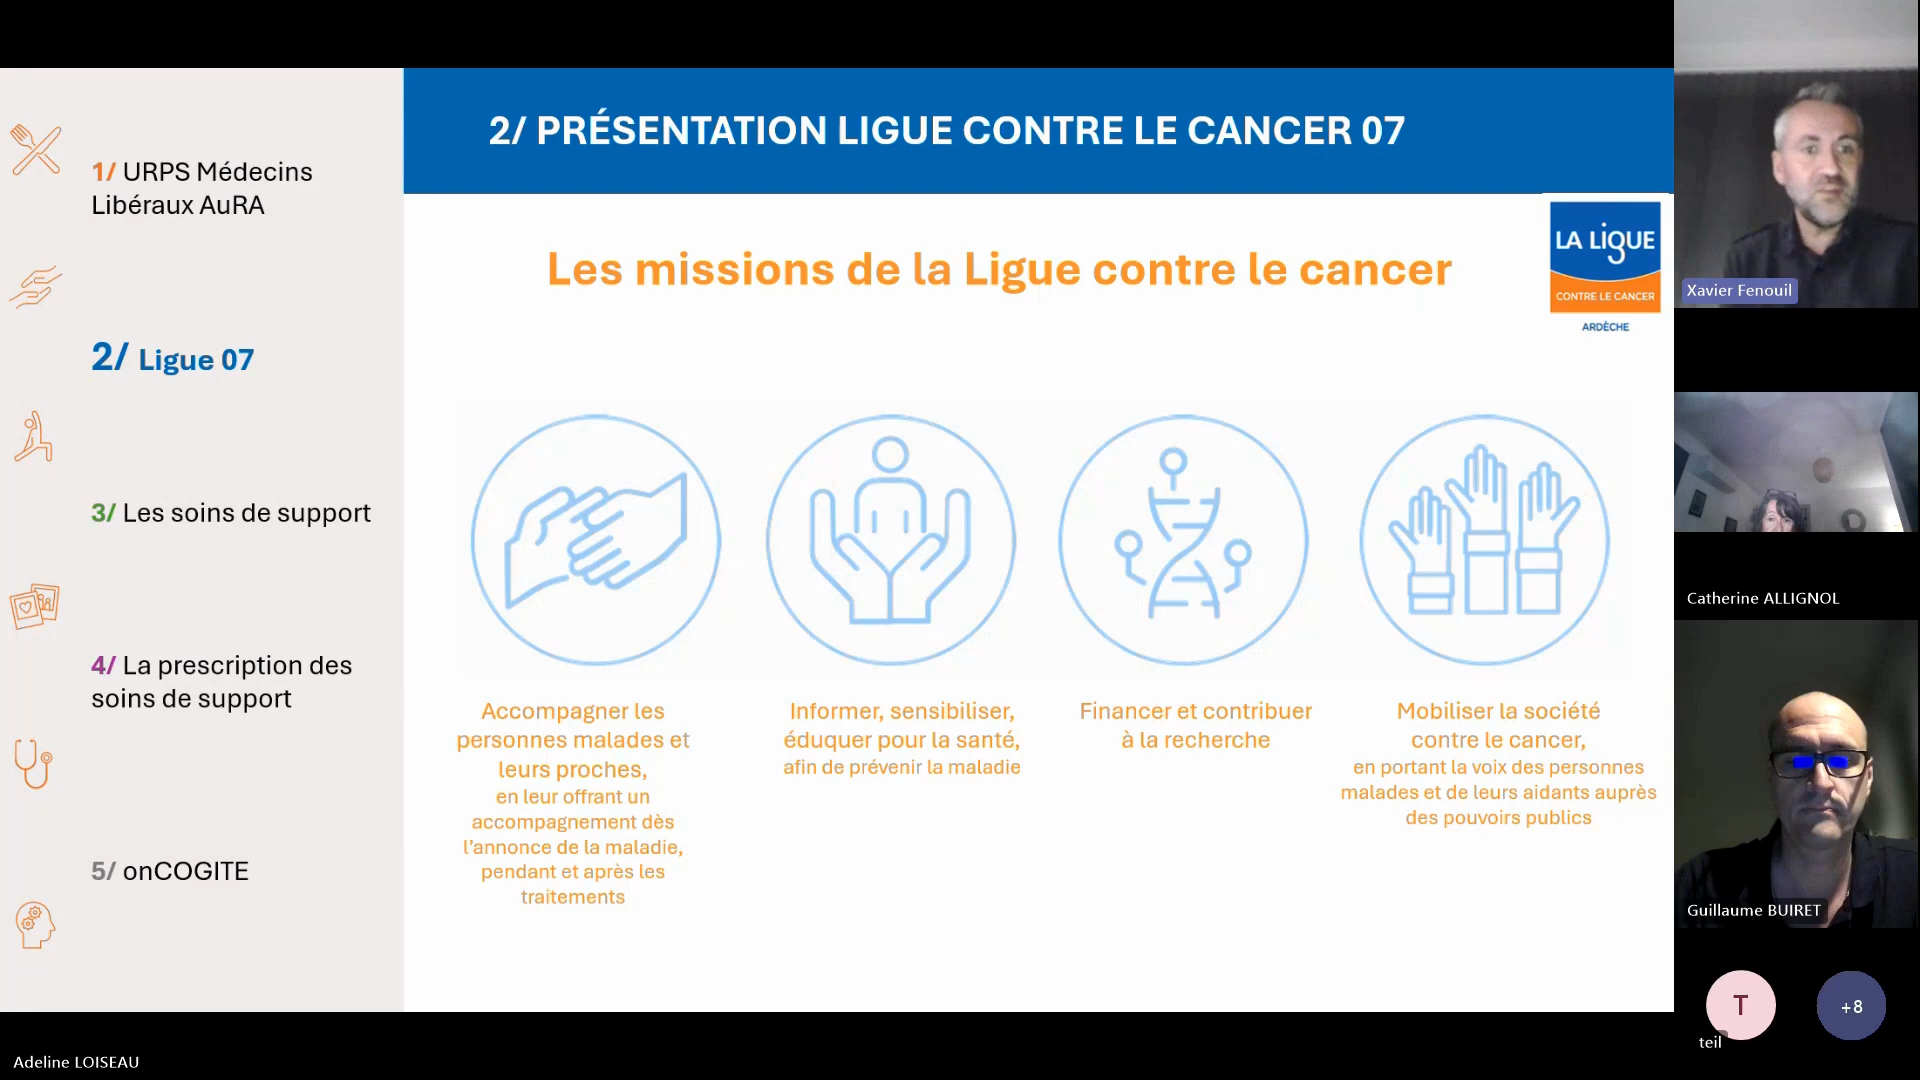 1/ URPS Médecins
Libéraux AuRA
2/ Ligue 07
3/ Les soins de support
4/ La prescription des
soins de support
5/ onCOGITE
2/ PRÉSENTATION LIGUE CONTRE LE CANCER 07
Les missions de la Ligue contre le cancer
LA LiGUE
CONTRE LE CANCER
ARDÈCHE
Accompagner les
personnes malades et
leurs proches,
en leur offrant un
accompagnement dès
l'annonce de la maladie,
pendant et après les
traitements
Informer, sensibiliser,
éduquer pour la santé,
afin de prévenir la maladie
Financer et contribuer
à la recherche
Mobiliser la société
contre le cancer,
en portant la voix des personnes
malades et de leurs aidants auprès
des pouvoirs publics
Xavier Fenouil
Catherine ALLIGNOL
Guillaume BUIRET
T
teil
+8
Adeline LOISEAU